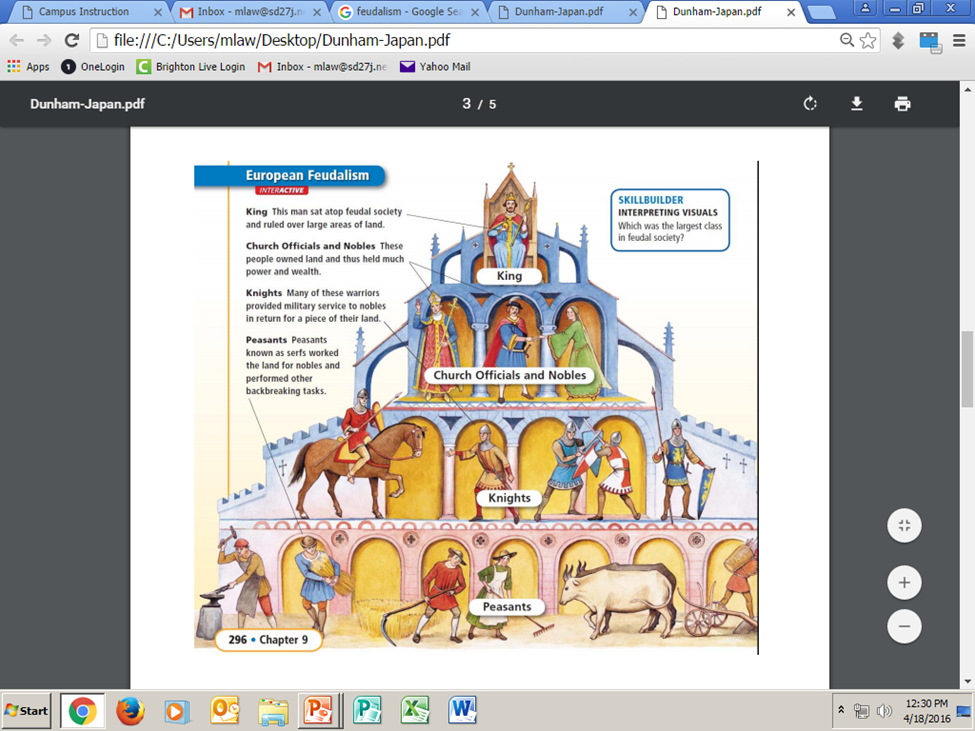 Campus Instruction
Inbox - mlaw@sd27j.n
feudalism - Google Sea
Dunham-Japan.pdf
Dunham-Japan.pdf
file:///C:/Users/mlaw/Desktop/Dunham-Japan.pdf
Apps
OneLogin
Brighton Live Login
Inbox - mlaw@sd27j.ne
Yahoo Mail
Dunham-Japan.pdf
3 / 5
European Feudalism
INTERACTIVE
King This man sat atop feudal society
and ruled over large areas of land.
Church Officials and Nobles These
people owned land and thus held much
power and wealth.
Knights Many of these warriors
provided military service to nobles
in return for a piece of their land.
Peasants Peasants
known as serfs worked
the land for nobles and
performed other
backbreaking tasks.
SKILLBUILDER
INTERPRETING VISUALS
Which was the largest class
in feudal society?
King
Church Officials and Nobles
Knights
Peasants
296 • Chapter 9
Start
12:30 PM
4/18/2016